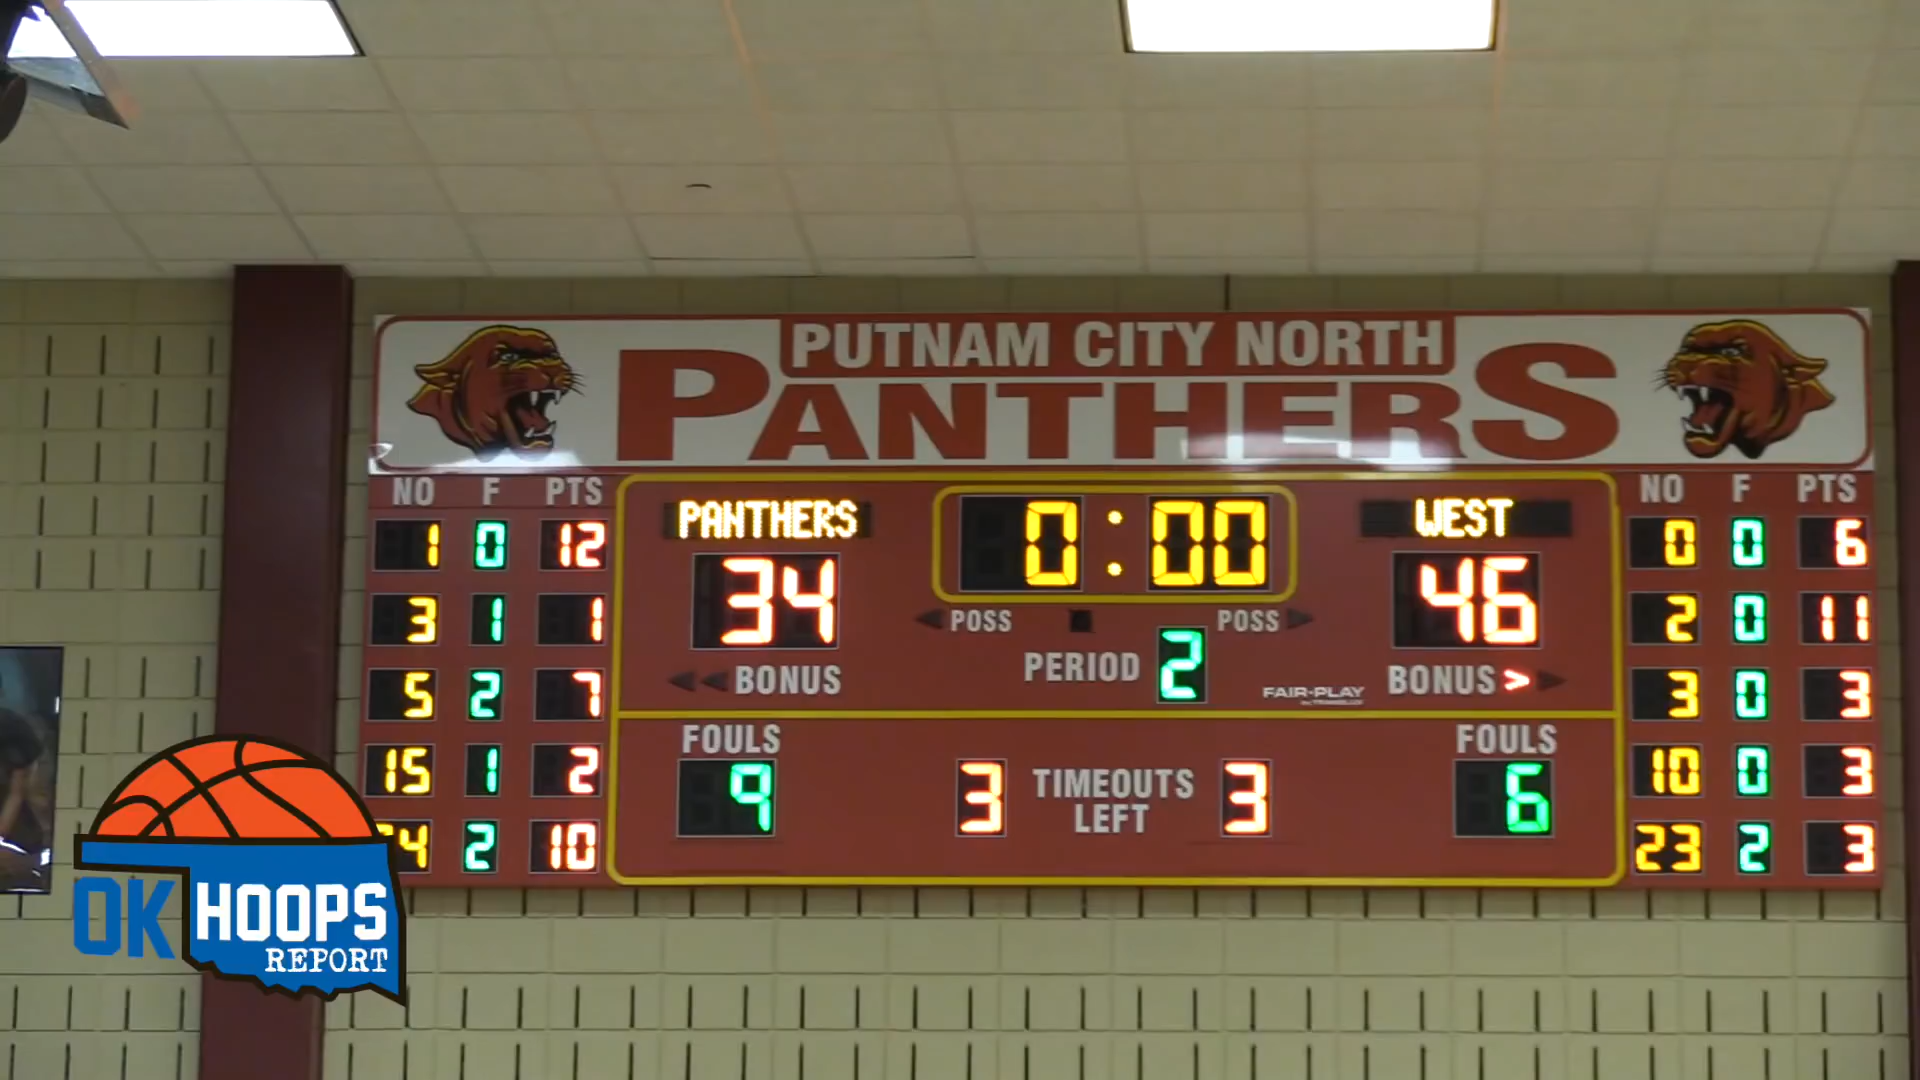 PUTNAM CITY NORTH
PANTHERS
NO F PTS
1 0 12
3 1 1
5 2 7
15 1 2
4 2 10
PANTHERS
34
BONUS
0:00
POSS POSS
PERIOD 2
FAIR-PLAY
WEST
46
BONUS >
FOULS
9
3 TIMEOUTS LEFT 3
FOULS
6
NO F PTS
0 0 6
2 0 11
3 0 3
10 0 3
23 2 3
OK HOOPS
REPORT